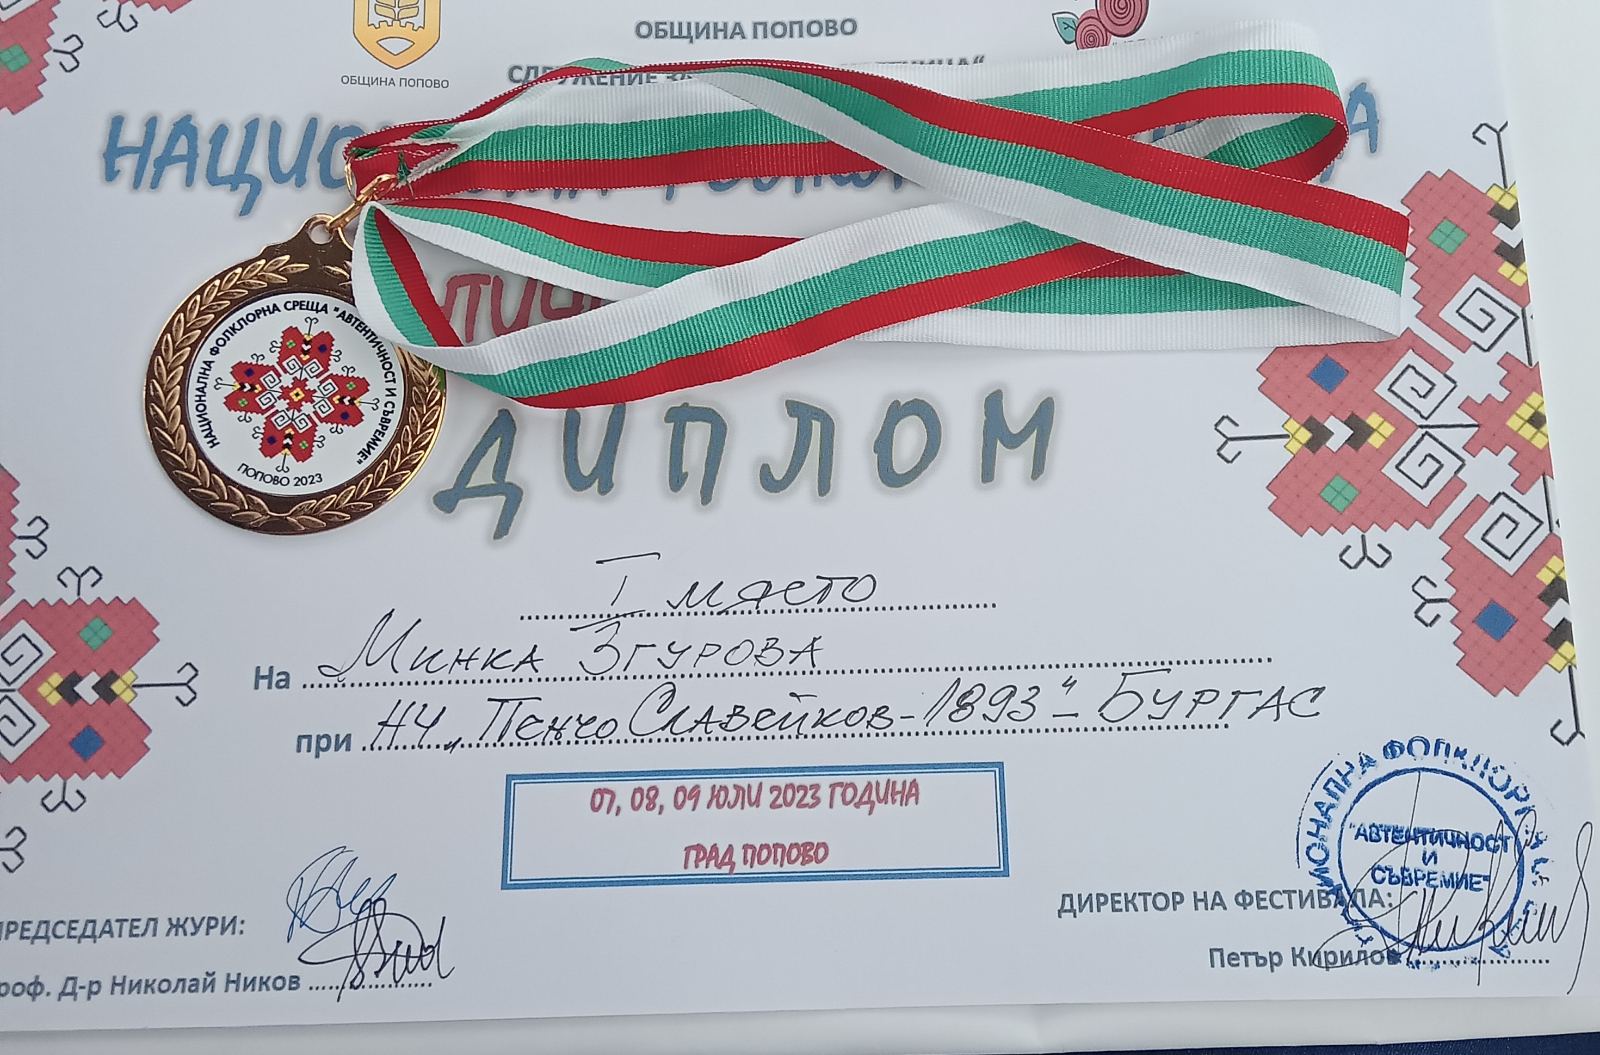 ОБЩИНА ПОПОВО
ОБЩИНА ПОПОВО
СДРУЖЕНИЕ
НАЦИОНАЛНА ФОЛКЛОРНА СРЕЩА "АВТЕНТИЧНОСТ И СЪВРЕМИЕ"
ПОПОВО 2023
ДИПЛОМ
I място
На Минка Згурова
при НЧ „Пенчо Славейков-1893" - Бургас
07, 08, 09 ЮЛИ 2023 ГОДИНА
ГРАД ПОПОВО
ПРЕДСЕДАТЕЛ ЖУРИ:
проф. Д-р Николай Ников
ДИРЕКТОР НА ФЕСТИВАЛА:
Петър Кирилов
"АВТЕНТИЧНОСТ
И
СЪВРЕМИЕ"